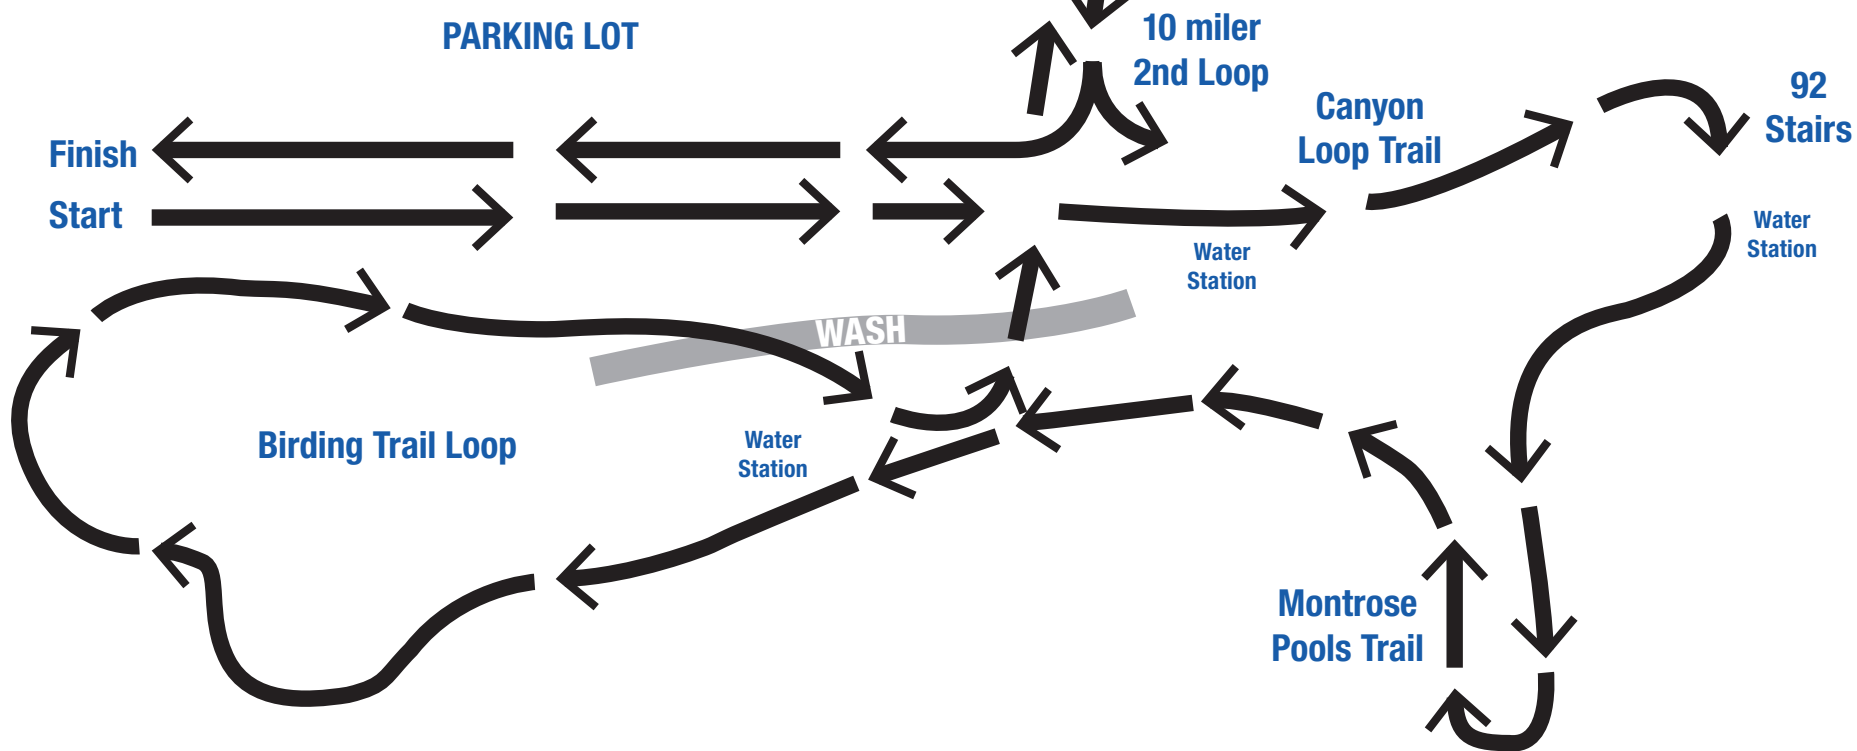 PARKING LOT
10 miler
2nd Loop
Canyon
Loop Trail
92
Stairs
Finish
Start
Water
Station
Water
Station
WASH
Birding Trail Loop
Water
Station
Montrose
Pools Trail